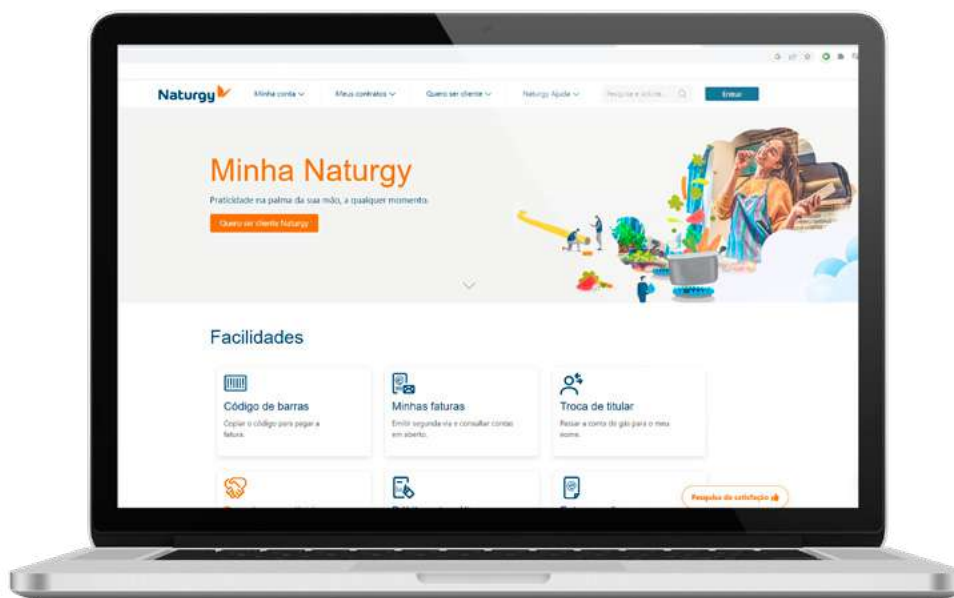 Naturgy
Minha conta
Meus contratos
Quero ser cliente
Naturgy Ajuda
Pesquise e solicite...
Entrar
Minha Naturgy
Praticidade na palma da sua mão, a qualquer momento.
Quero ser cliente Naturgy
Facilidades
Código de barras
Copiar o código para pagar a
fatura.
Minhas faturas
Emitir segunda via e consultar contas
em aberto.
Troca de titular
Passar a conta de gás para o meu
nome.
Pesquisa de satisfação